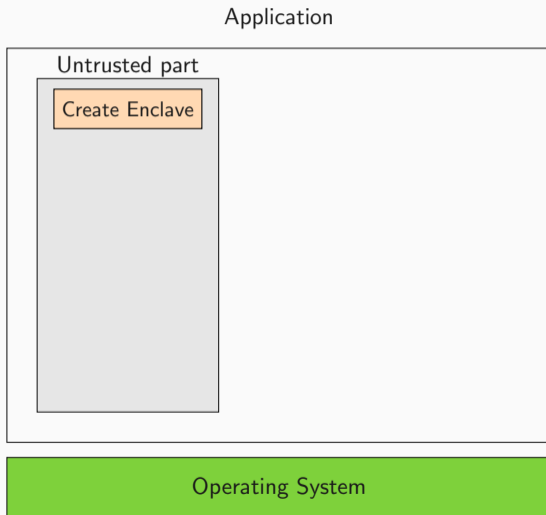 Application
Untrusted part
Create Enclave
Operating System